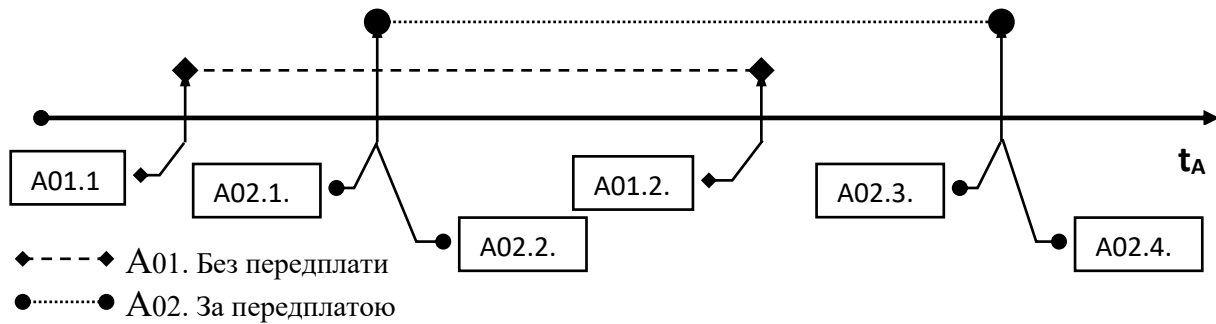 t_A
A01.1
A02.1.
A01.2.
A02.3.
A02.2.
A02.4.
A01. Без передплати
A02. За передплатою